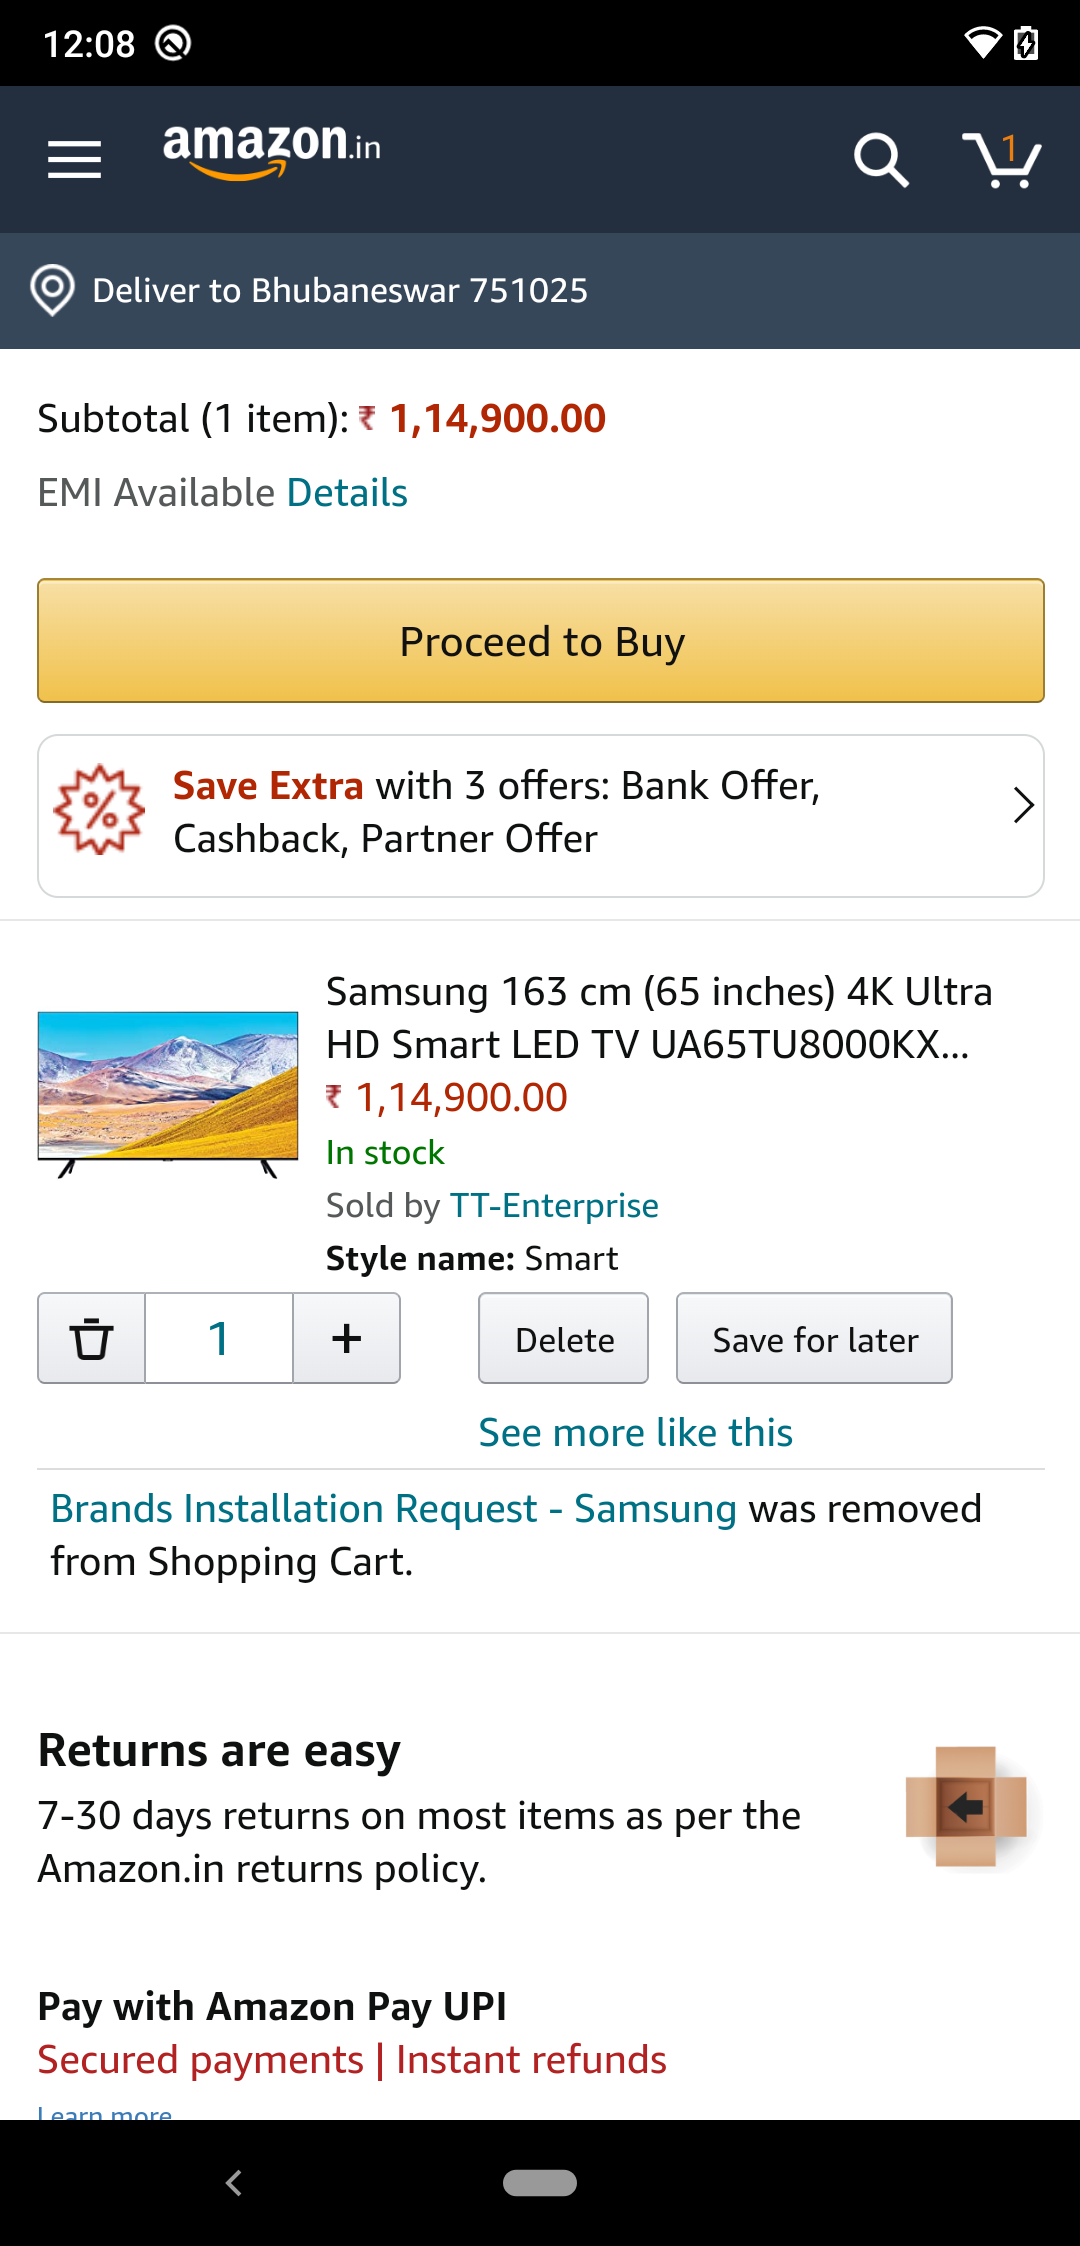 12:08
amazon.in
1
Deliver to Bhubaneswar 751025
Subtotal (1 item): ₹ 1,14,900.00
EMI Available Details
Proceed to Buy
Save Extra with 3 offers: Bank Offer,
Cashback, Partner Offer
Samsung 163 cm (65 inches) 4K Ultra
HD Smart LED TV UA65TU8000KX...
₹ 1,14,900.00
In stock
Sold by TT-Enterprise
Style name: Smart
1 +
Delete
Save for later
See more like this
Brands Installation Request - Samsung was removed
from Shopping Cart.
Returns are easy
7-30 days returns on most items as per the
Amazon.in returns policy.
Pay with Amazon Pay UPI
Secured payments | Instant refunds
Learn more